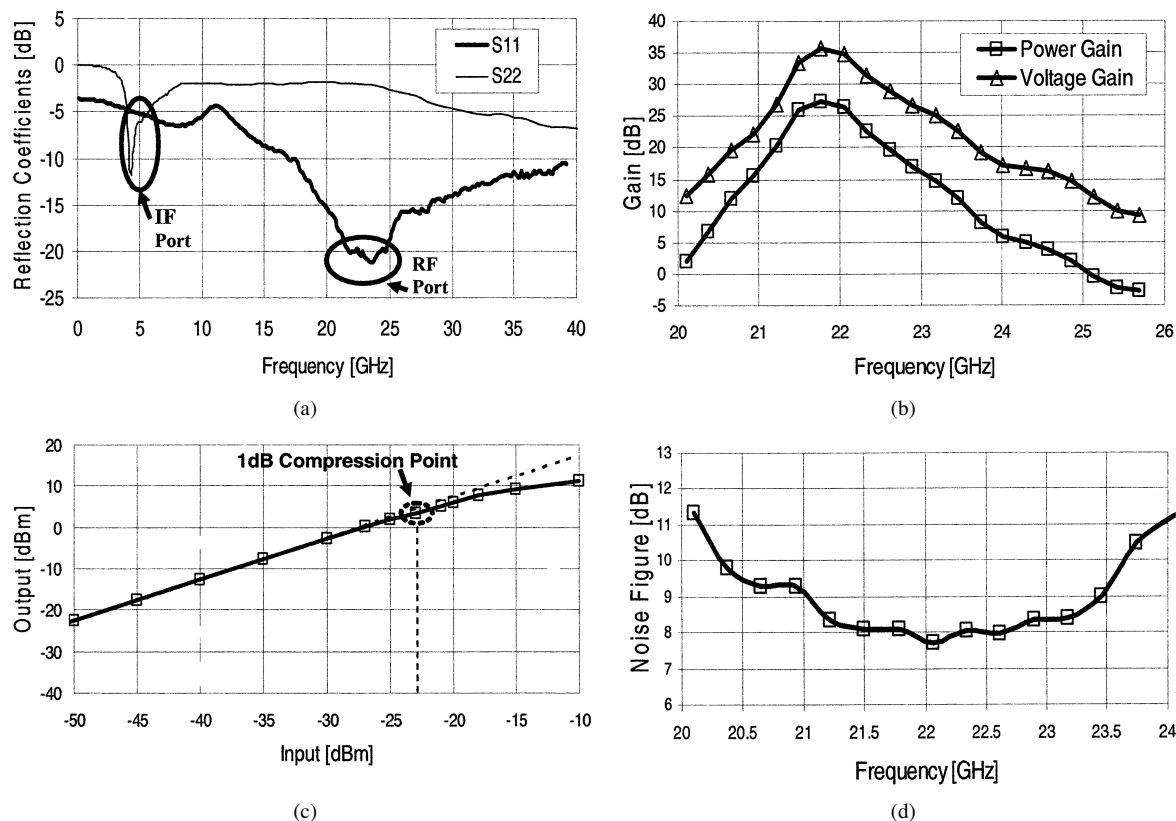 5
0
-5
-10
-15
-20
-25
Reflection Coefficients [dB]
S11
S22
IF
Port
RF
Port
0 5 10 15 20 25 30 35 40
Frequency [GHz]
(a)
40
35
30
25
20
15
10
5
0
-5
Gain [dB]
Power Gain
Voltage Gain
20 21 22 23 24 25 26
Frequency [GHz]
(b)
20
10
0
-10
-20
-30
-40
Output [dBm]
1dB Compression Point
-50 -45 -40 -35 -30 -25 -20 -15 -10
Input [dBm]
(c)
13
12
11
10
9
8
7
6
Noise Figure [dB]
20 20.5 21 21.5 22 22.5 23 23.5 24
Frequency [GHz]
(d)